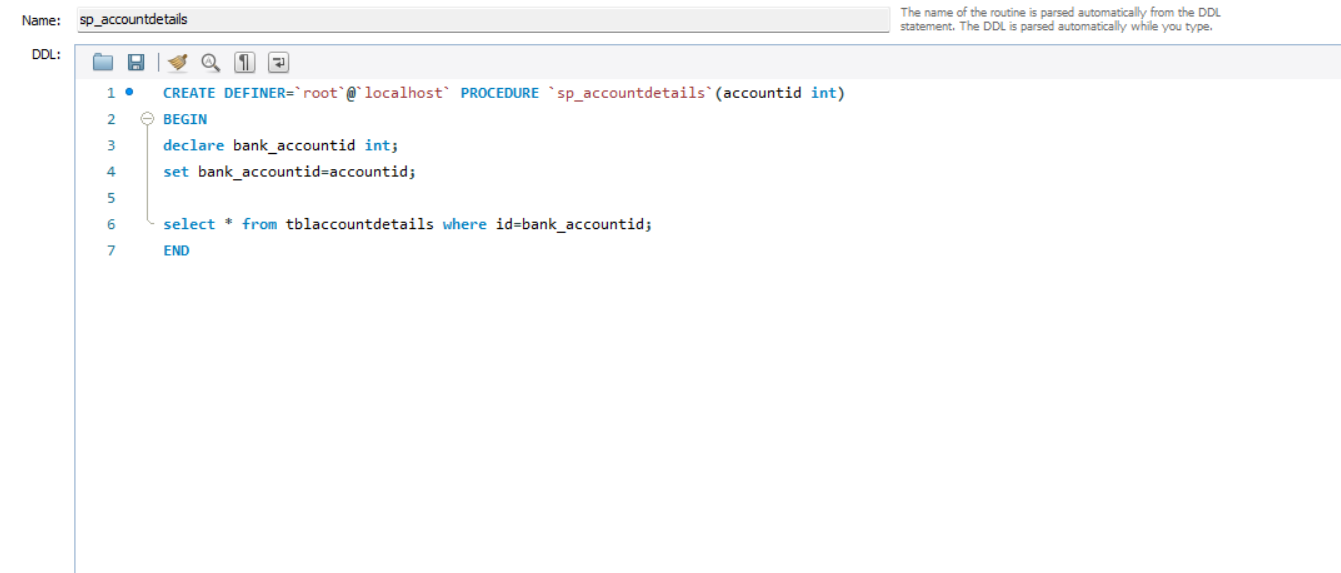 Name: sp_accountdetails
The name of the routine is parsed automatically from the DDL
statement. The DDL is parsed automatically while you type.
DDL:
1 CREATE DEFINER=`root`@`localhost` PROCEDURE `sp_accountdetails`(accountid int)
2 BEGIN
3 declare bank_accountid int;
4 set bank_accountid=accountid;
5
6 select * from tblaccountdetails where id=bank_accountid;
7 END